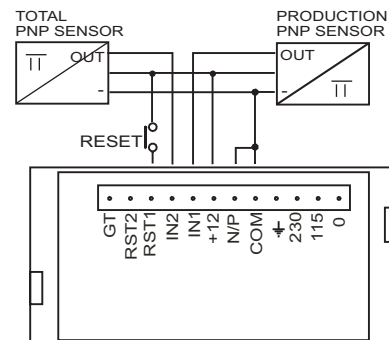 TOTAL
PNP SENSOR
PRODUCTION
PNP SENSOR
OUT
OUT
-
-
RESET
GT
RST2
RST1
IN2
IN1
+12
N/P
COM
230
115
0